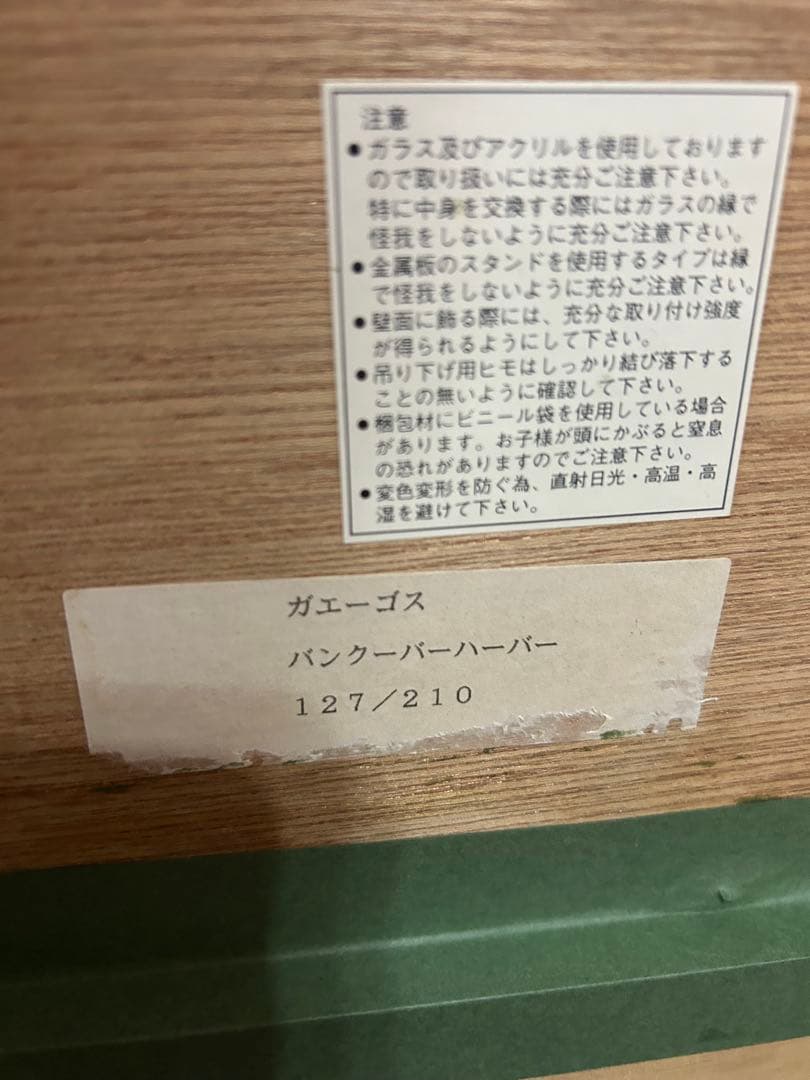 注意
●ガラス及びアクリルを使用しております
ので取り扱いには充分ご注意下さい。
特に中身を交換する際にはガラスの縁で
怪我をしないように充分ご注意下さい。
●金属板のスタンドを使用するタイプは縁
で怪我をしないように充分ご注意下さい。
●壁面に飾る際には、充分な取り付け強度
が得られるようにして下さい。
●吊り下げ用ヒモはしっかり結び落下する
ことの無いように確認して下さい。
●梱包材にビニール袋を使用している場合
があります。お子様が頭にかぶると窒息
の恐れがありますのでご注意下さい。
●変色変形を防ぐ為、直射日光・高温・高
湿を避けて下さい。
ガエーゴス
バンクーバーハーバー
127/210